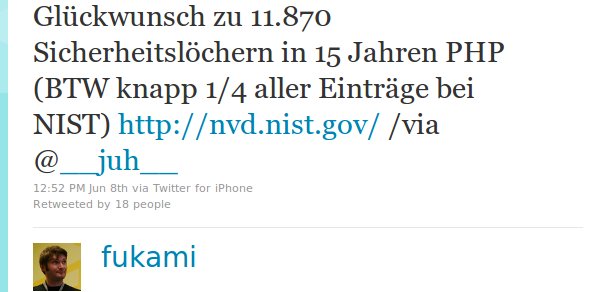 Glückwunsch zu 11.870
Sicherheitslöchern in 15 Jahren PHP
(BTW knapp 1/4 aller Einträge bei
NIST) http://nvd.nist.gov/ /via
@__juh__
12:52 PM Jun 8th via Twitter for iPhone
Retweeted by 18 people
fukami